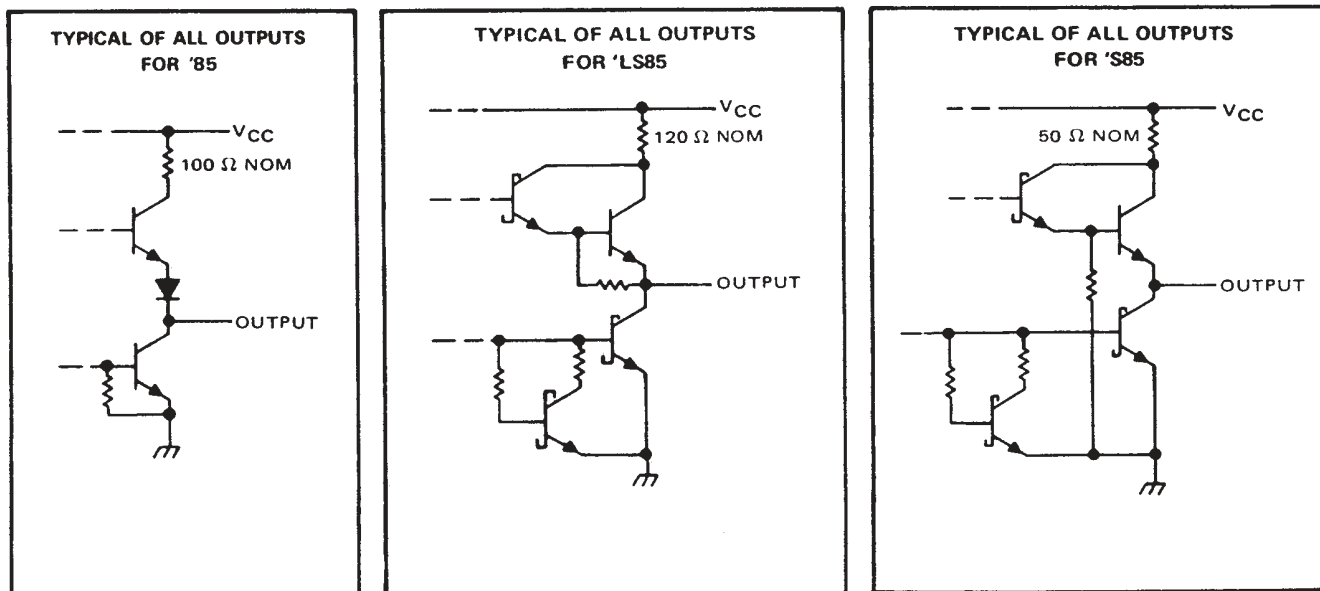 TYPICAL OF ALL OUTPUTS
FOR '85
VCC
100 Ω NOM
OUTPUT
TYPICAL OF ALL OUTPUTS
FOR 'LS85
VCC
120 Ω NOM
OUTPUT
TYPICAL OF ALL OUTPUTS
FOR 'S85
VCC
50 Ω NOM
OUTPUT